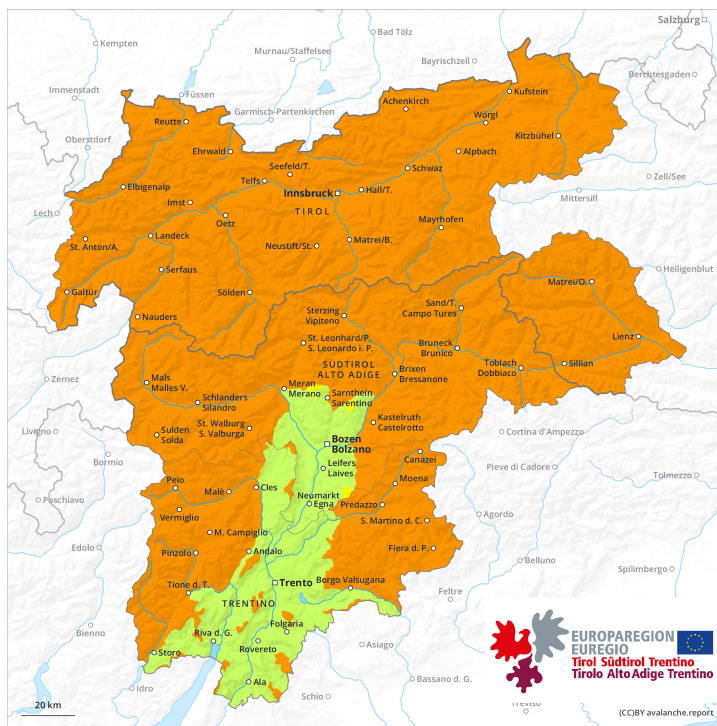 Salzburg
Kempten
Murnau/Staffelsee
Bad Tölz
Bayrischzell
Berchtesgaden
Immenstadt
Füssen
Garmisch-Partenkirchen
Achenkirch
Kufstein
Reutte
Wörgl
Oberstdorf
Ehrwald
Kitzbühel
Seefeld/T.
Alpbach
Telfs
Schwaz
Zell/See
Elbigenalp
Innsbruck
Hall/T.
Mittersill
Imst
TIROL
Lech
Oetz
Mayrhofen
St. Anton/A.
Landeck
Neustift/St.
Matrei/B.
Serfaus
Heiligenblut
Galtür
Sölden
Matrei/O.
Nauders
Sterzing
Vipiteno
Sand/T.
Campo Tures
Lienz
St. Leonhard/P.
S. Leonardo i. P.
Bruneck
Brunico
SÜDTIROL
ALTO ADIGE
Brixen
Bressanone
Toblach
Dobbiaco
Sillian
Zernez
Mals
Malles V.
Meran
Merano
Sarnthein
Sarentino
Schlanders
Silandro
Kastelruth
Castelrotto
Livigno
Sulden
Solda
St. Walburg
S. Valburga
Bozen
Bolzano
Cortina d'Ampezzo
Bormio
Canazei
Pieve di Cadore
Leifers
Laives
Tolmezzo
Poschiavo
Peio
Malè
Cles
Moena
Neumarkt
Egna
Predazzo
Vermiglio
S. Martino d. C.
Agordo
M. Campiglio
Edolo
Pinzolo
Andalo
Fiera d. P.
Belluno
Spilimbergo
Tione d. T.
Trento
Borgo Valsugana
Feltre
TRENTINO
Folgaria
Bienno
Riva d. G.
Storo
Rovereto
Asiago
Idro
Ala
Schio
Bassano d. G.
Treviso
EUROPAREGION
EUREGIO
Tirol Südtirol Trentino
Tirolo Alto Adige Trentino
20 km
(CC)BY avalanche.report